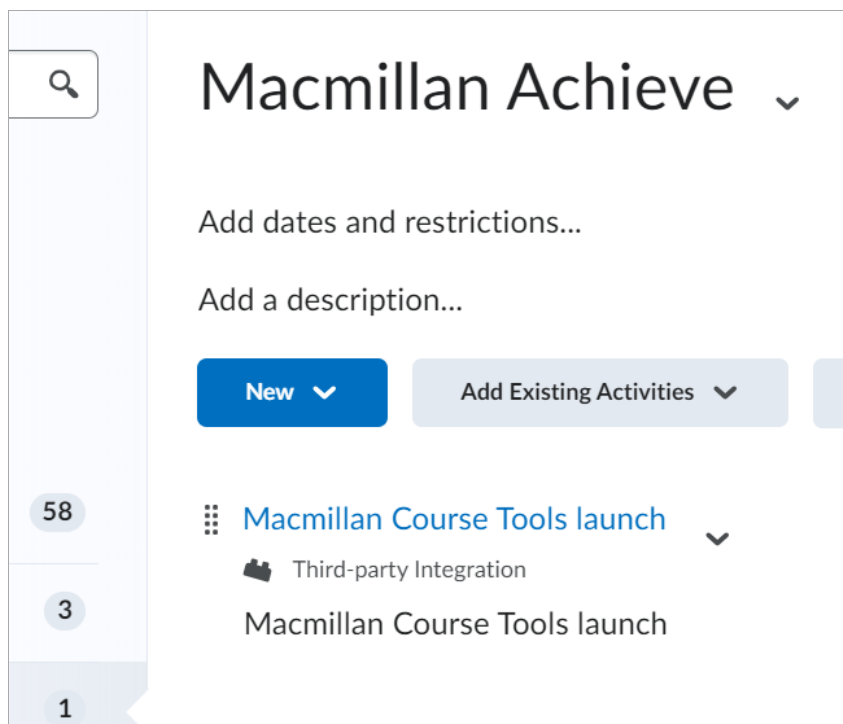 Macmillan Achieve
Add dates and restrictions...
Add a description...
New
Add Existing Activities
58
Macmillan Course Tools launch
Third-party Integration
3
Macmillan Course Tools launch
1